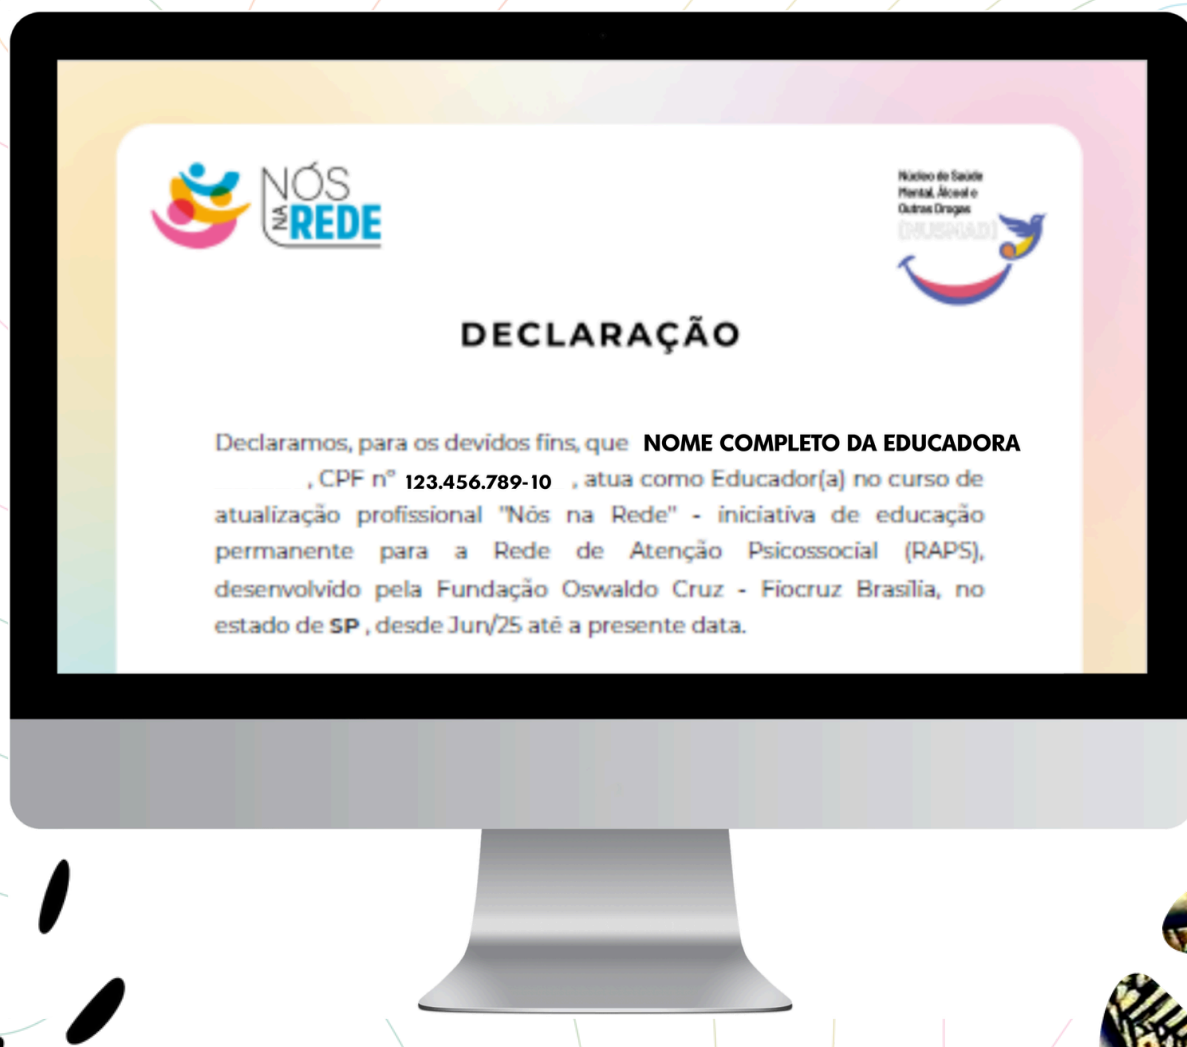 NÓS
NA REDE
Núcleo de Saúde
Mental, Álcool e
Outras Drogas
[NUSMAD]
DECLARAÇÃO
Declaramos, para os devidos fins, que NOME COMPLETO DA EDUCADORA
, CPF nº 123.456.789-10 , atua como Educador(a) no curso de
atualização profissional "Nós na Rede" - iniciativa de educação
permanente para a Rede de Atenção Psicossocial (RAPS),
desenvolvido pela Fundação Oswaldo Cruz - Fiocruz Brasília, no
estado de SP , desde Jun/25 até a presente data.